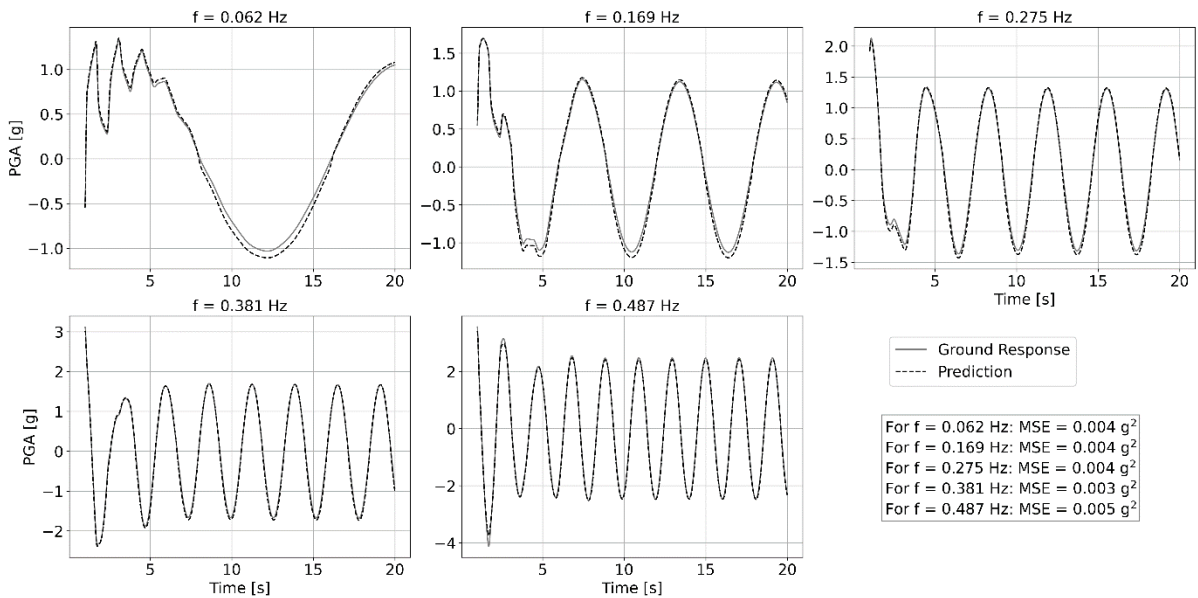 f = 0.062 Hz
PGA [g]
1.0
0.5
0.0
−0.5
−1.0
5 10 15 20
f = 0.169 Hz
1.5
1.0
0.5
0.0
−0.5
−1.0
5 10 15 20
f = 0.275 Hz
2.0
1.5
1.0
0.5
0.0
−0.5
−1.0
−1.5
5 10 15 20
Time [s]
f = 0.381 Hz
PGA [g]
3
2
1
0
−1
−2
5 10 15 20
Time [s]
f = 0.487 Hz
2
0
−2
−4
5 10 15 20
Time [s]
Ground Response
Prediction
For f = 0.062 Hz: MSE = 0.004 g²
For f = 0.169 Hz: MSE = 0.004 g²
For f = 0.275 Hz: MSE = 0.004 g²
For f = 0.381 Hz: MSE = 0.003 g²
For f = 0.487 Hz: MSE = 0.005 g²